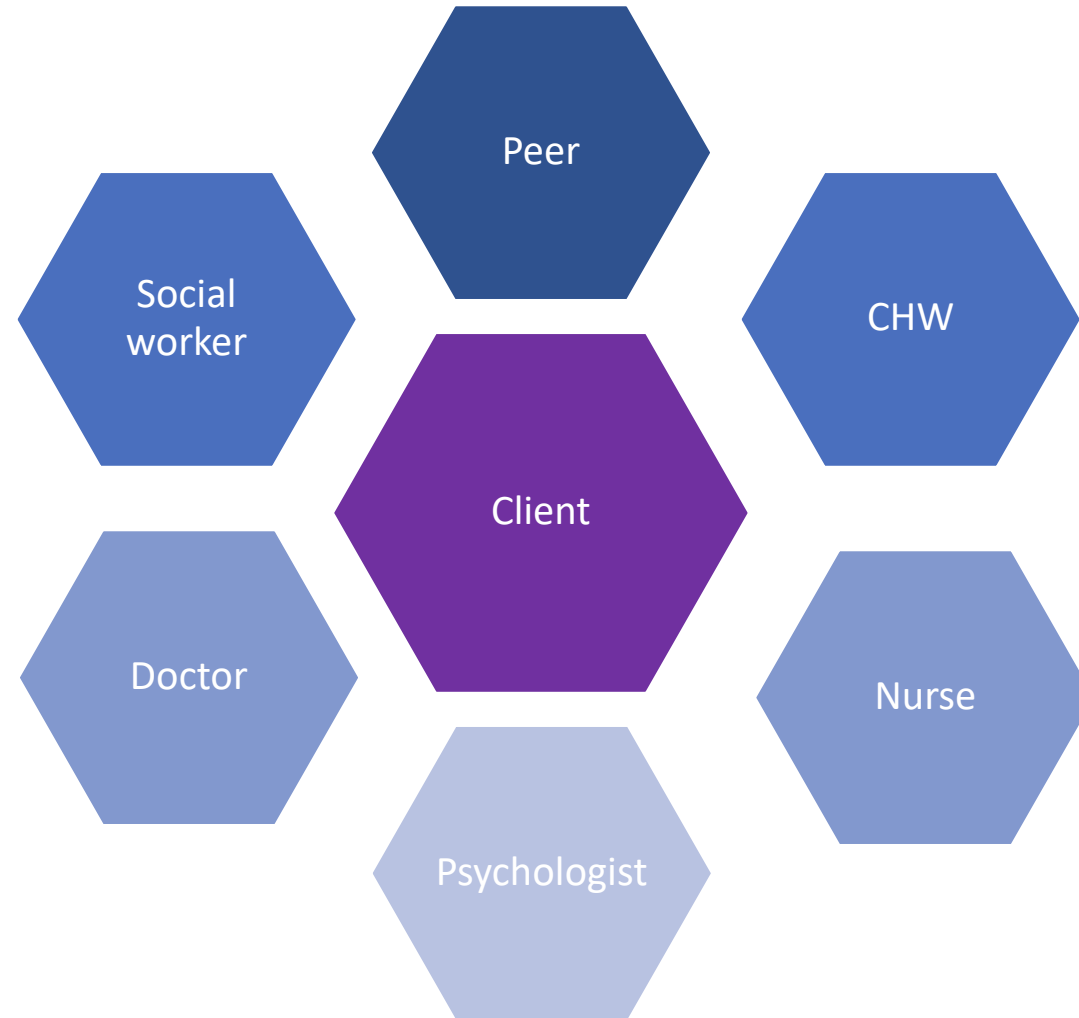 Peer
Social
worker
CHW
Client
Doctor
Nurse
Psychologist